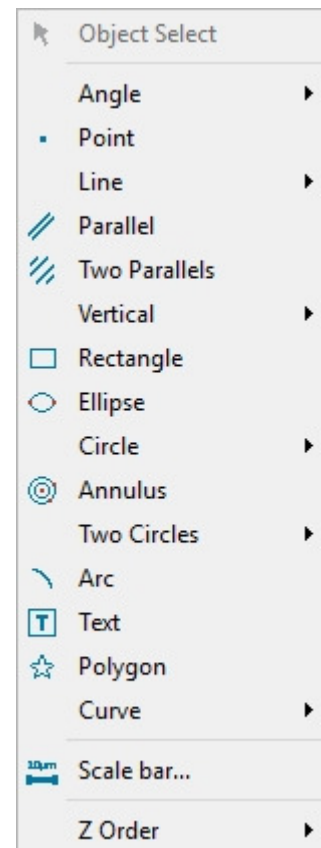 Object Select
Angle
Point
Line
Parallel
Two Parallels
Vertical
Rectangle
Ellipse
Circle
Annulus
Two Circles
Arc
T Text
Polygon
Curve
10µm Scale bar...
Z Order